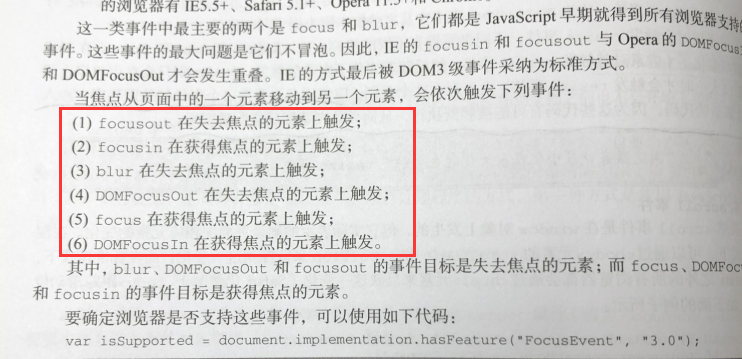 的浏览器有 IE5.5+、Safari 5.1+、Opera
这一类事件中最主要的两个是 focus 和 blur，它们都是 JavaScript 早期就得到所有浏览器支持的
事件。这些事件的最大问题是它们不冒泡。因此，IE 的 focusin 和 focusout 与 Opera 的 DOMFocus
和 DOMFocusOut 才会发生重叠。IE 的方式最后被 DOM3 级事件采纳为标准方式。
当焦点从页面中的一个元素移动到另一个元素，会依次触发下列事件：
(1) focusout 在失去焦点的元素上触发；
(2) focusin 在获得焦点的元素上触发；
(3) blur 在失去焦点的元素上触发；
(4) DOMFocusOut 在失去焦点的元素上触发；
(5) focus 在获得焦点的元素上触发；
(6) DOMFocusIn 在获得焦点的元素上触发。
其中，blur、DOMFocusOut 和 focusout 的事件目标是失去焦点的元素；而 focus、DOMFoc
和 focusin 的事件目标是获得焦点的元素。
要确定浏览器是否支持这些事件，可以使用如下代码：
var isSupported = document.implementation.hasFeature("FocusEvent", "3.0");